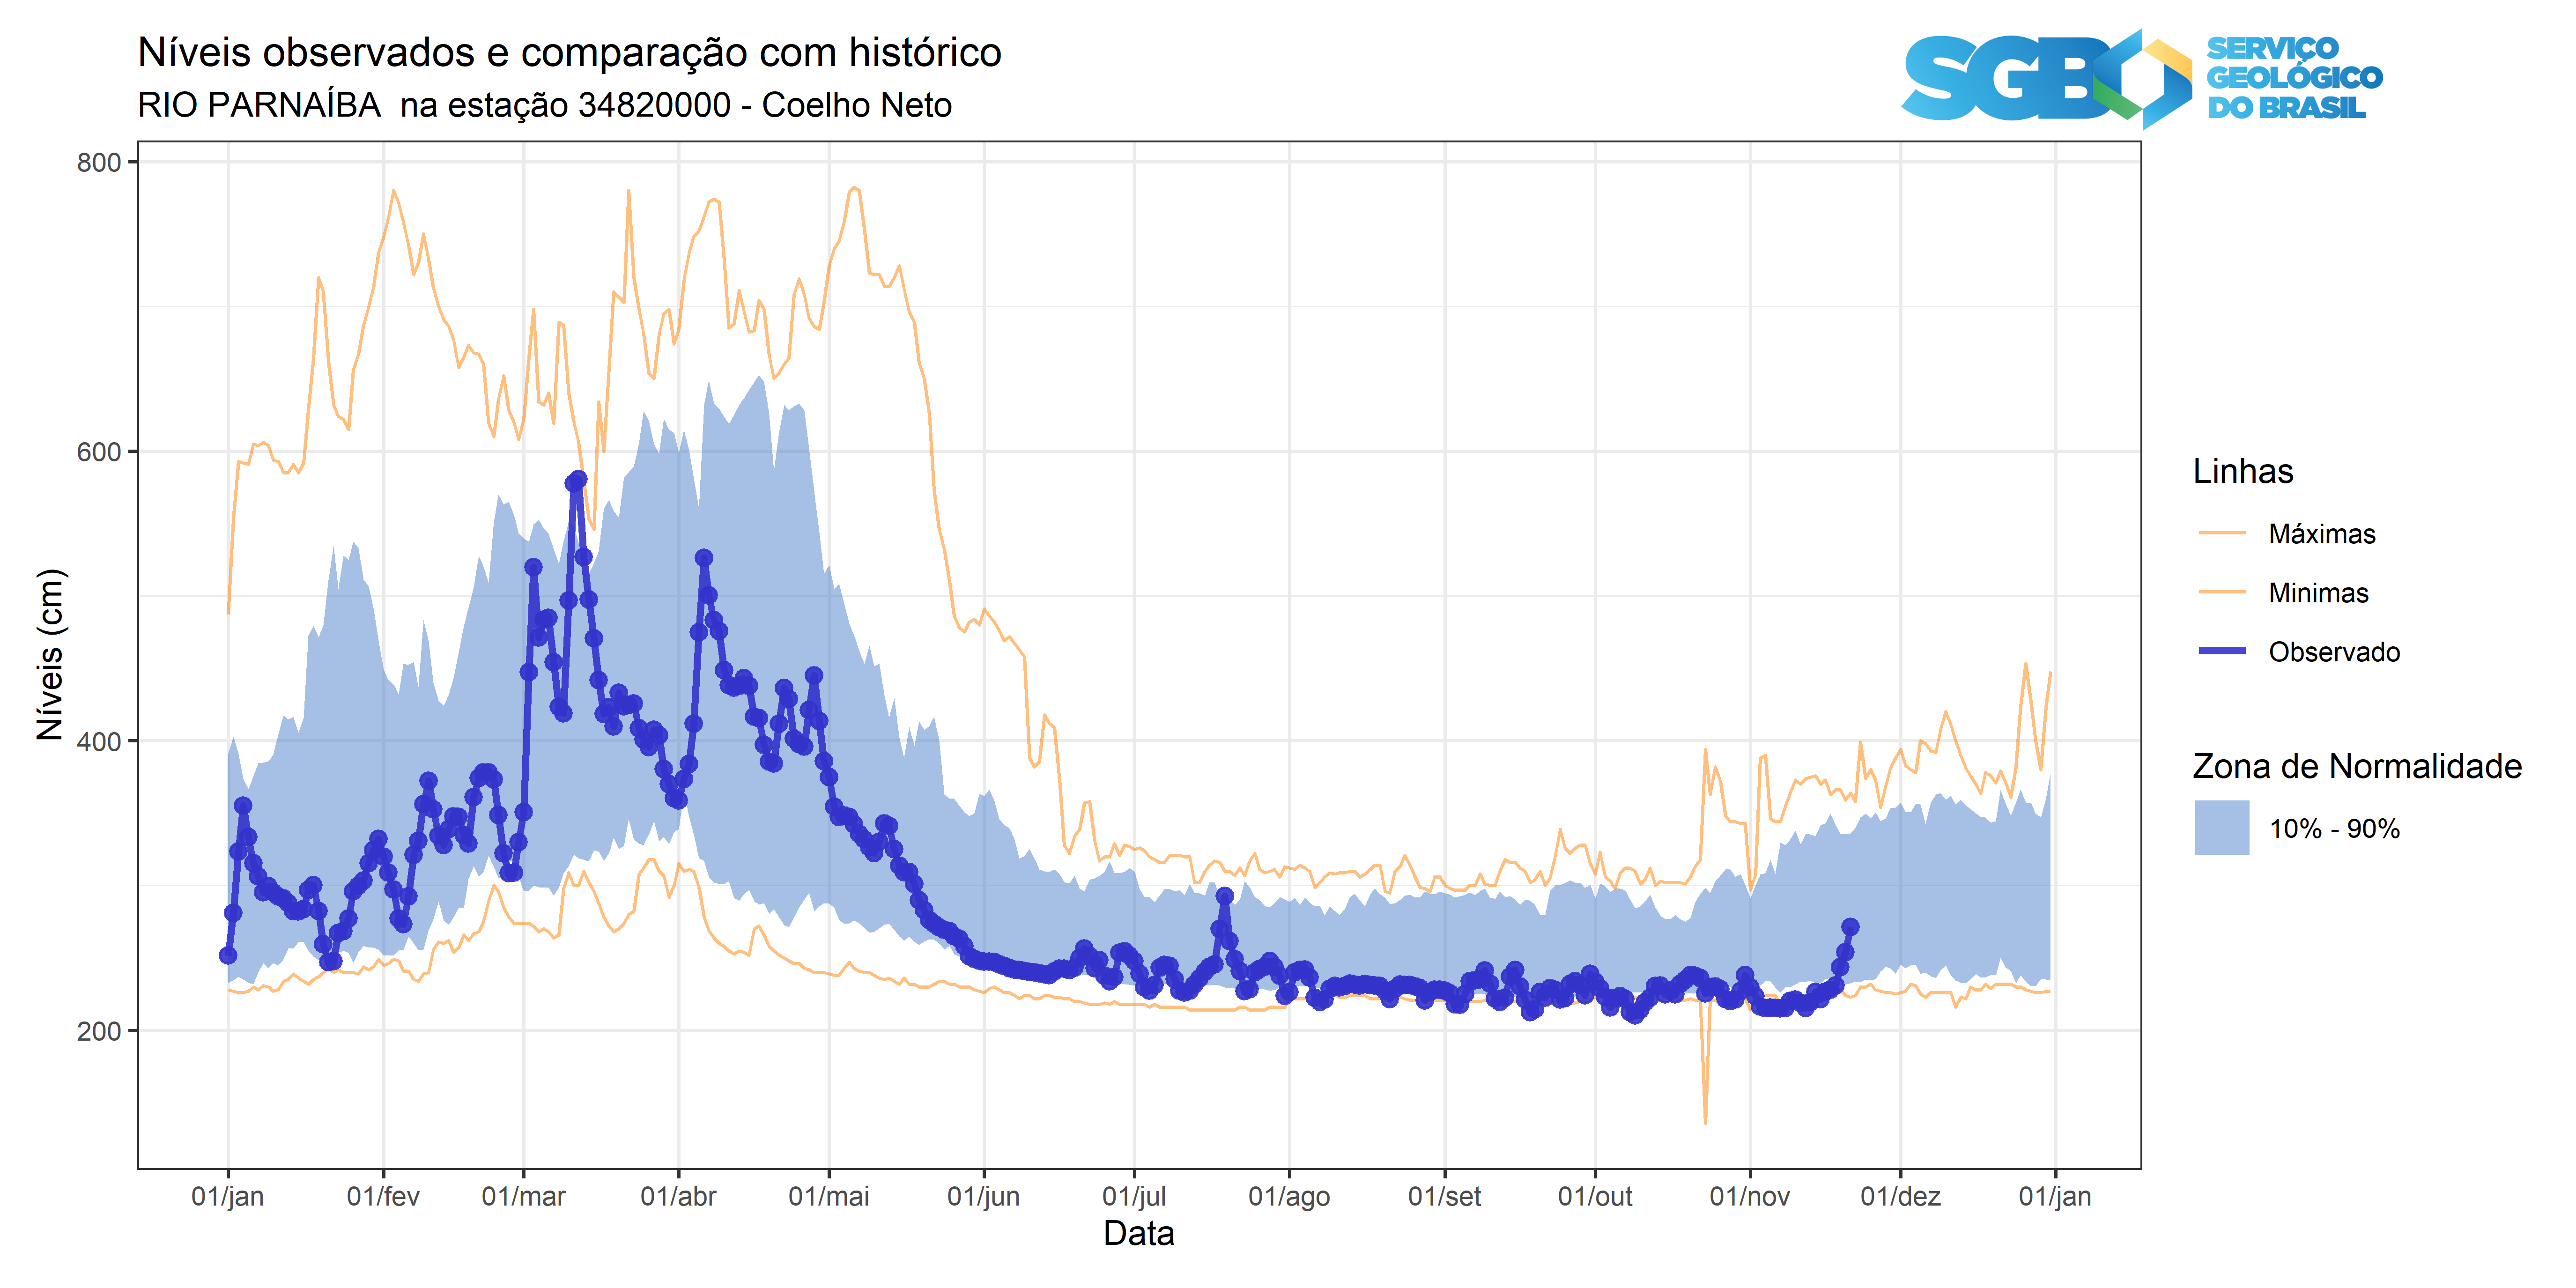 Níveis observados e comparação com histórico
RIO PARNAÍBA  na estação 34820000 - Coelho Neto
SGB
SERVIÇO
GEOLÓGICO
DO BRASIL
Níveis (cm)
800
600
400
200
01/jan
01/fev
01/mar
01/abr
01/mai
01/jun
01/jul
01/ago
01/set
01/out
01/nov
01/dez
01/jan
Data
Linhas
Máximas
Minimas
Observado
Zona de Normalidade
10% - 90%